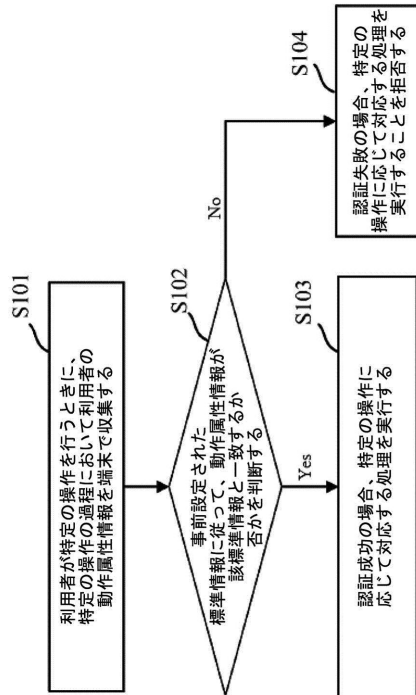 S101
利用者が特定の操作を行うときに、
特定の操作の過程において利用者の
動作属性情報を端末で収集する
S102
事前設定された
標準情報に従って、動作属性情報が
該標準情報と一致するか
否かを判断する
No
Yes
S103
認証成功の場合、特定の操作に
応じて対応する処理を実行する
S104
認証失敗の場合、特定の
操作に応じて対応する処理を
実行することを拒否する